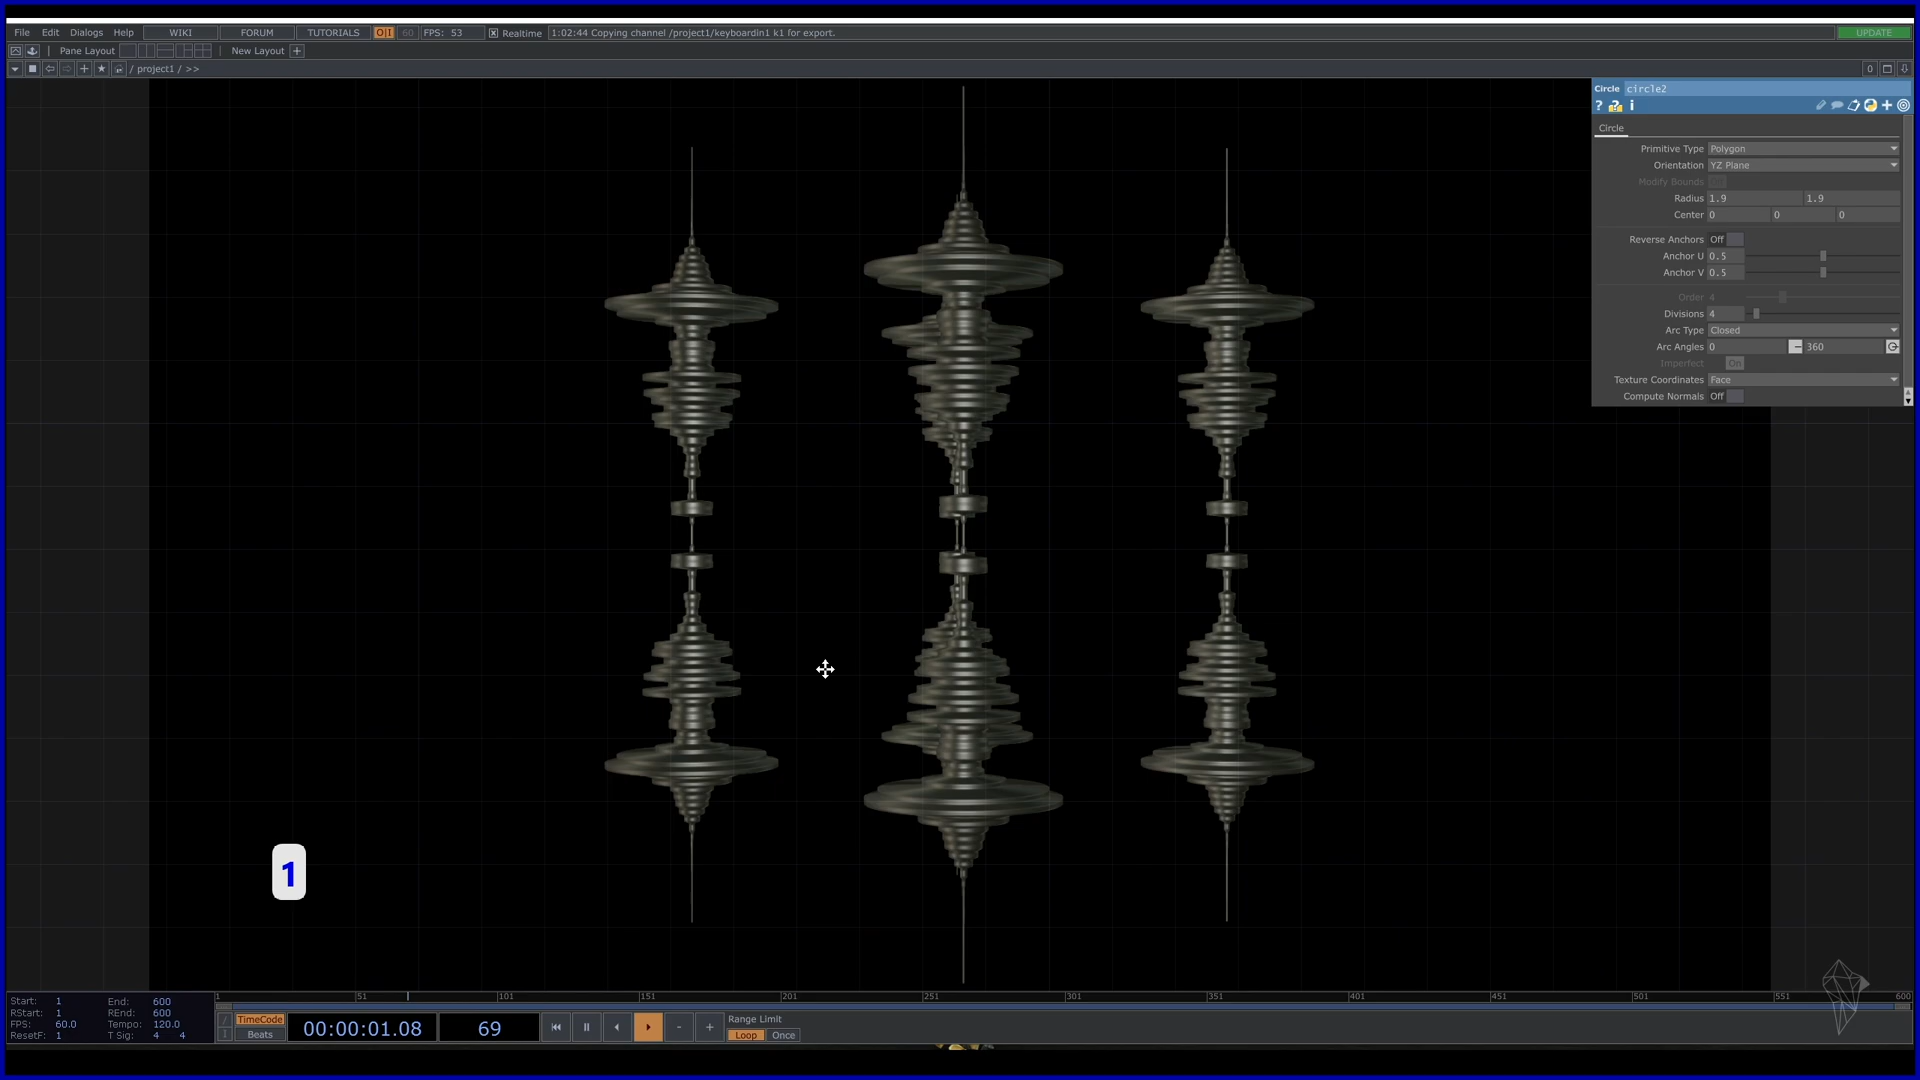 File Edit Dialogs Help WIKI FORUM TUTORIALS O|I 60 FPS: 53 Realtime 1:02:44 Copying channel /project1/keyboardin1 k1 for export. UPDATE
Pane Layout New Layout
/ project1 / >> 0
Circle circle2
Circle
Primitive Type Polygon
Orientation YZ Plane
Modify Bounds
Radius 1.9 1.9
Center 0 0 0
Reverse Anchors Off
Anchor U 0.5
Anchor V 0.5
Order 4
Divisions 4
Arc Type Closed
Arc Angles 0 360
Imperfect On
Texture Coordinates Face
Compute Normals Off
1
1 51 101 151 201 251 301 351 401 451 501 551 600
Start: 1 End: 600
RStart: 1 REnd: 600
FPS: 60.0 Tempo: 120.0
ResetF: 1 T Sig: 4 4
TimeCode
Beats
00:00:01.08 69
Range Limit
Loop Once